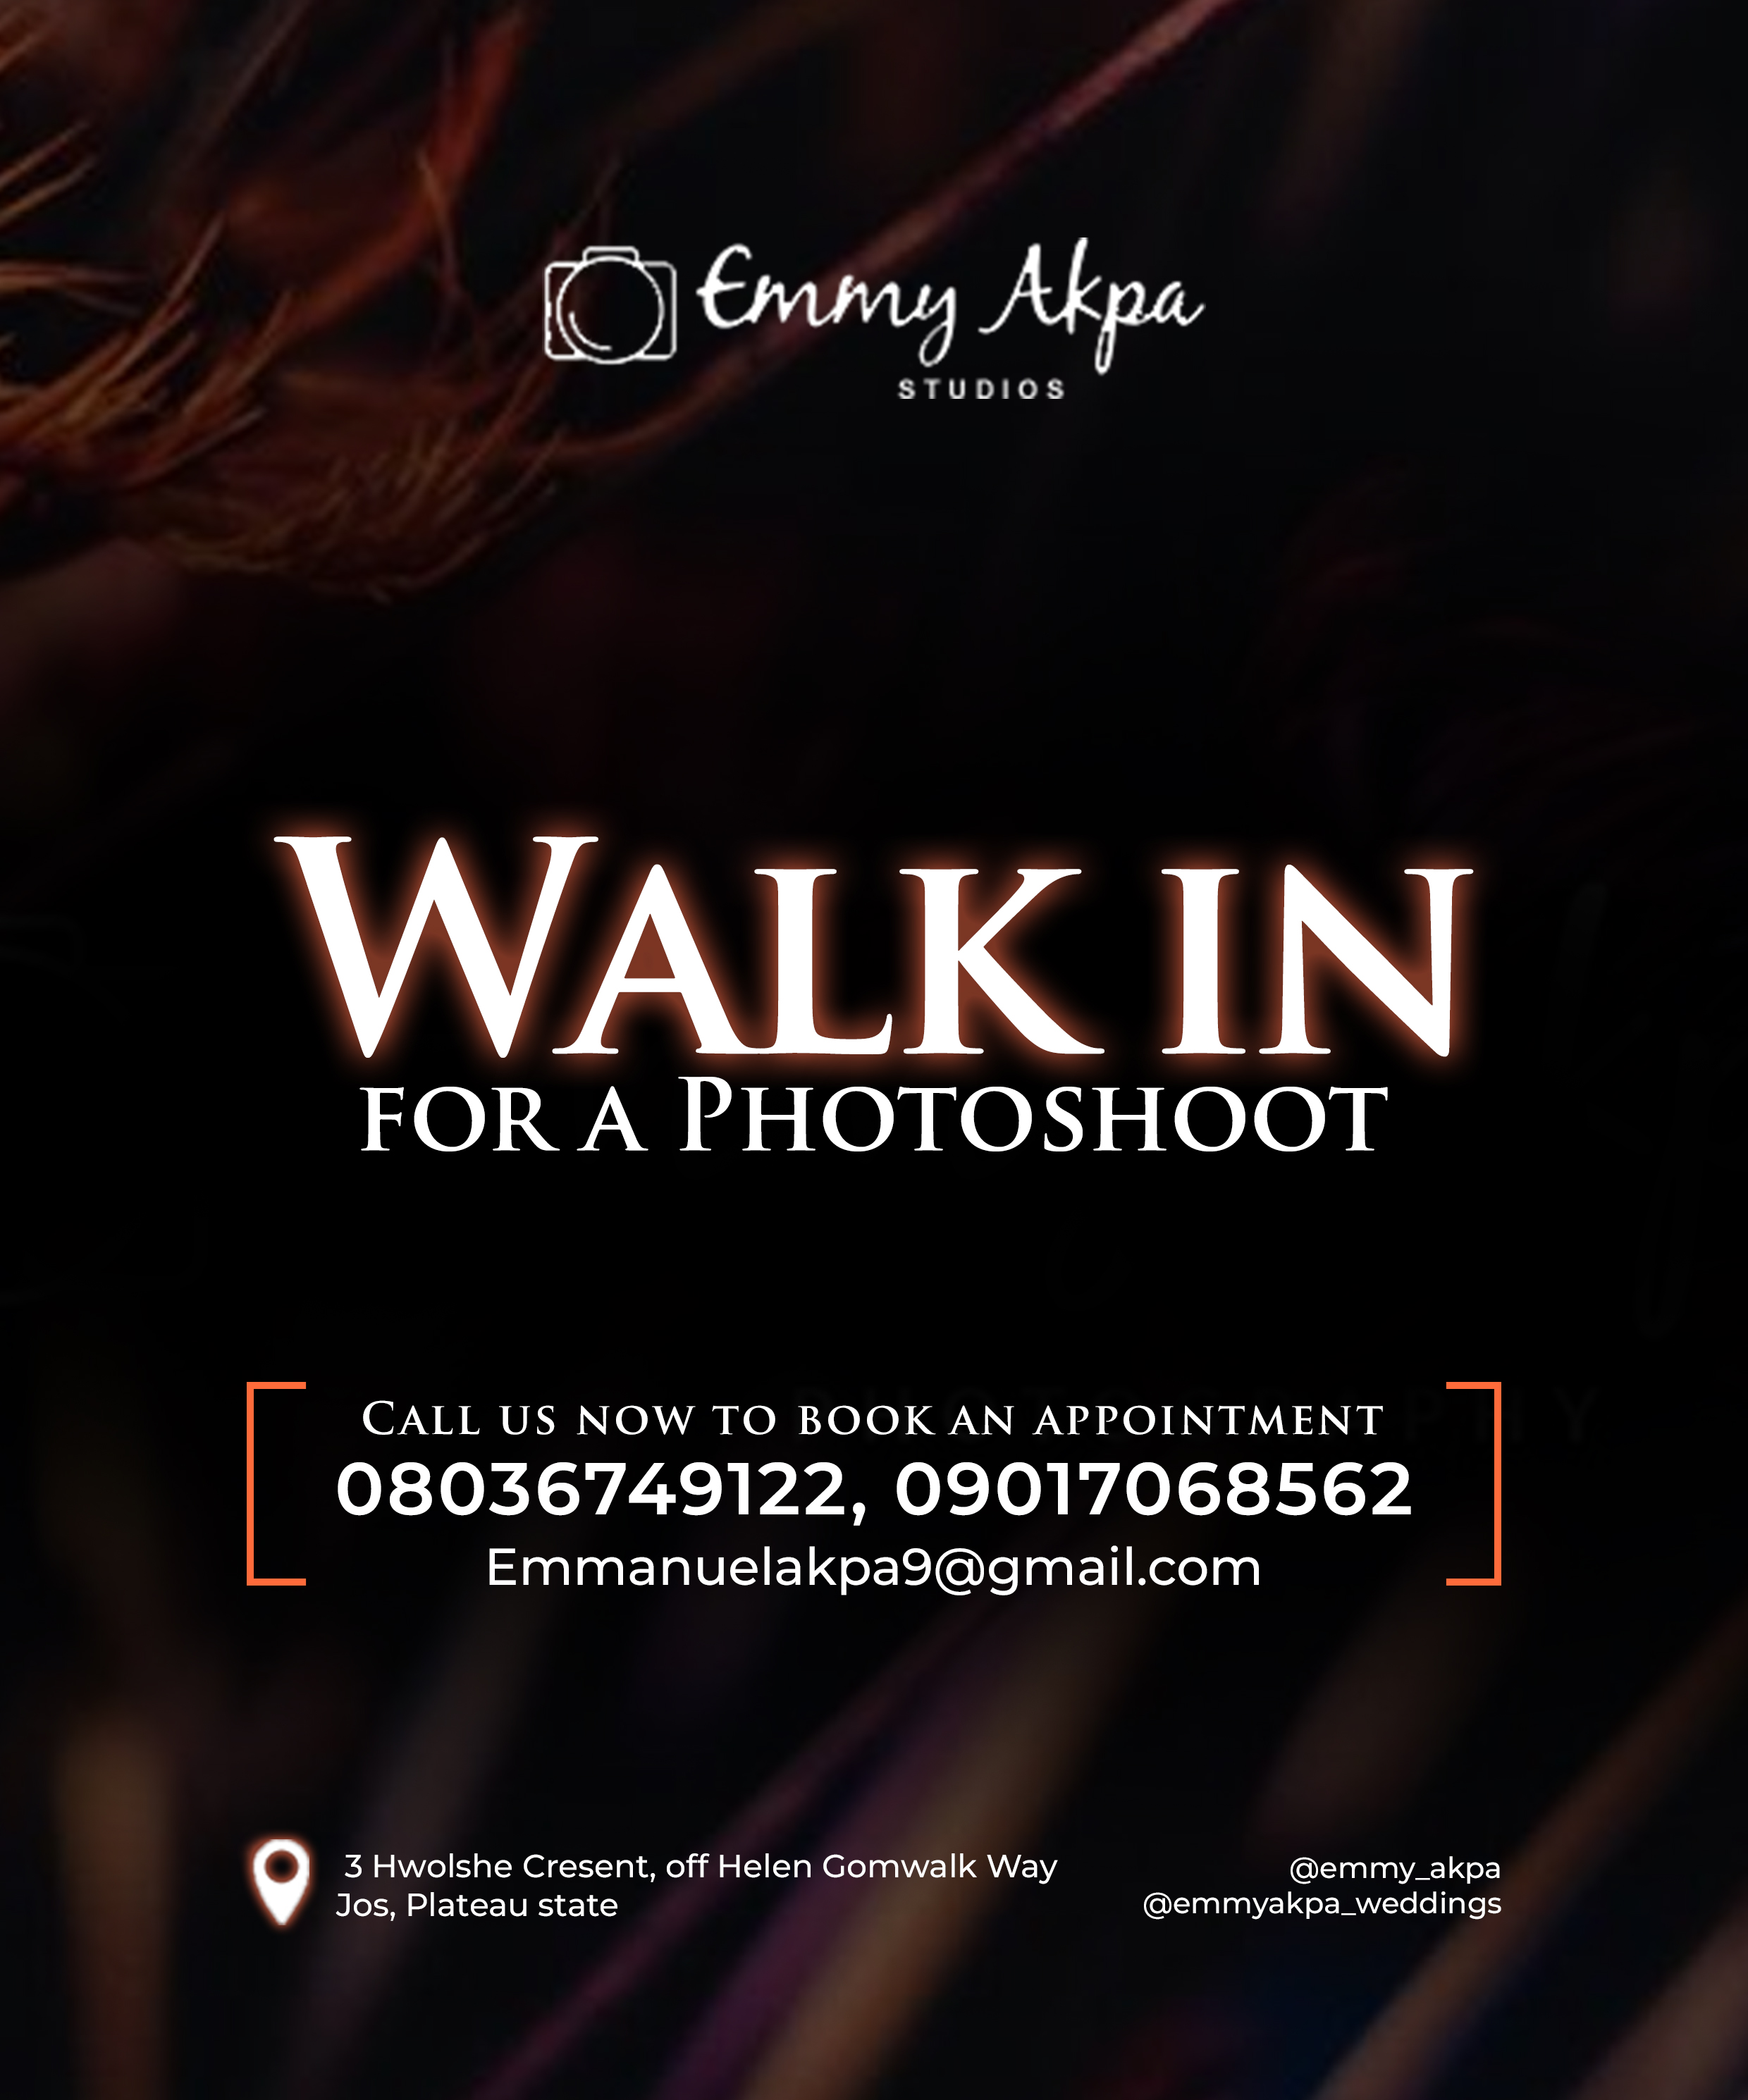 Emmy Akpa
STUDIOS
WALK IN
FOR A PHOTOSHOOT
CALL US NOW TO BOOK AN APPOINTMENT
08036749122, 09017068562
Emmanuelakpa9@gmail.com
3 Hwolshe Cresent, off Helen Gomwalk Way
Jos, Plateau state
@emmy_akpa
@emmyakpa_weddings